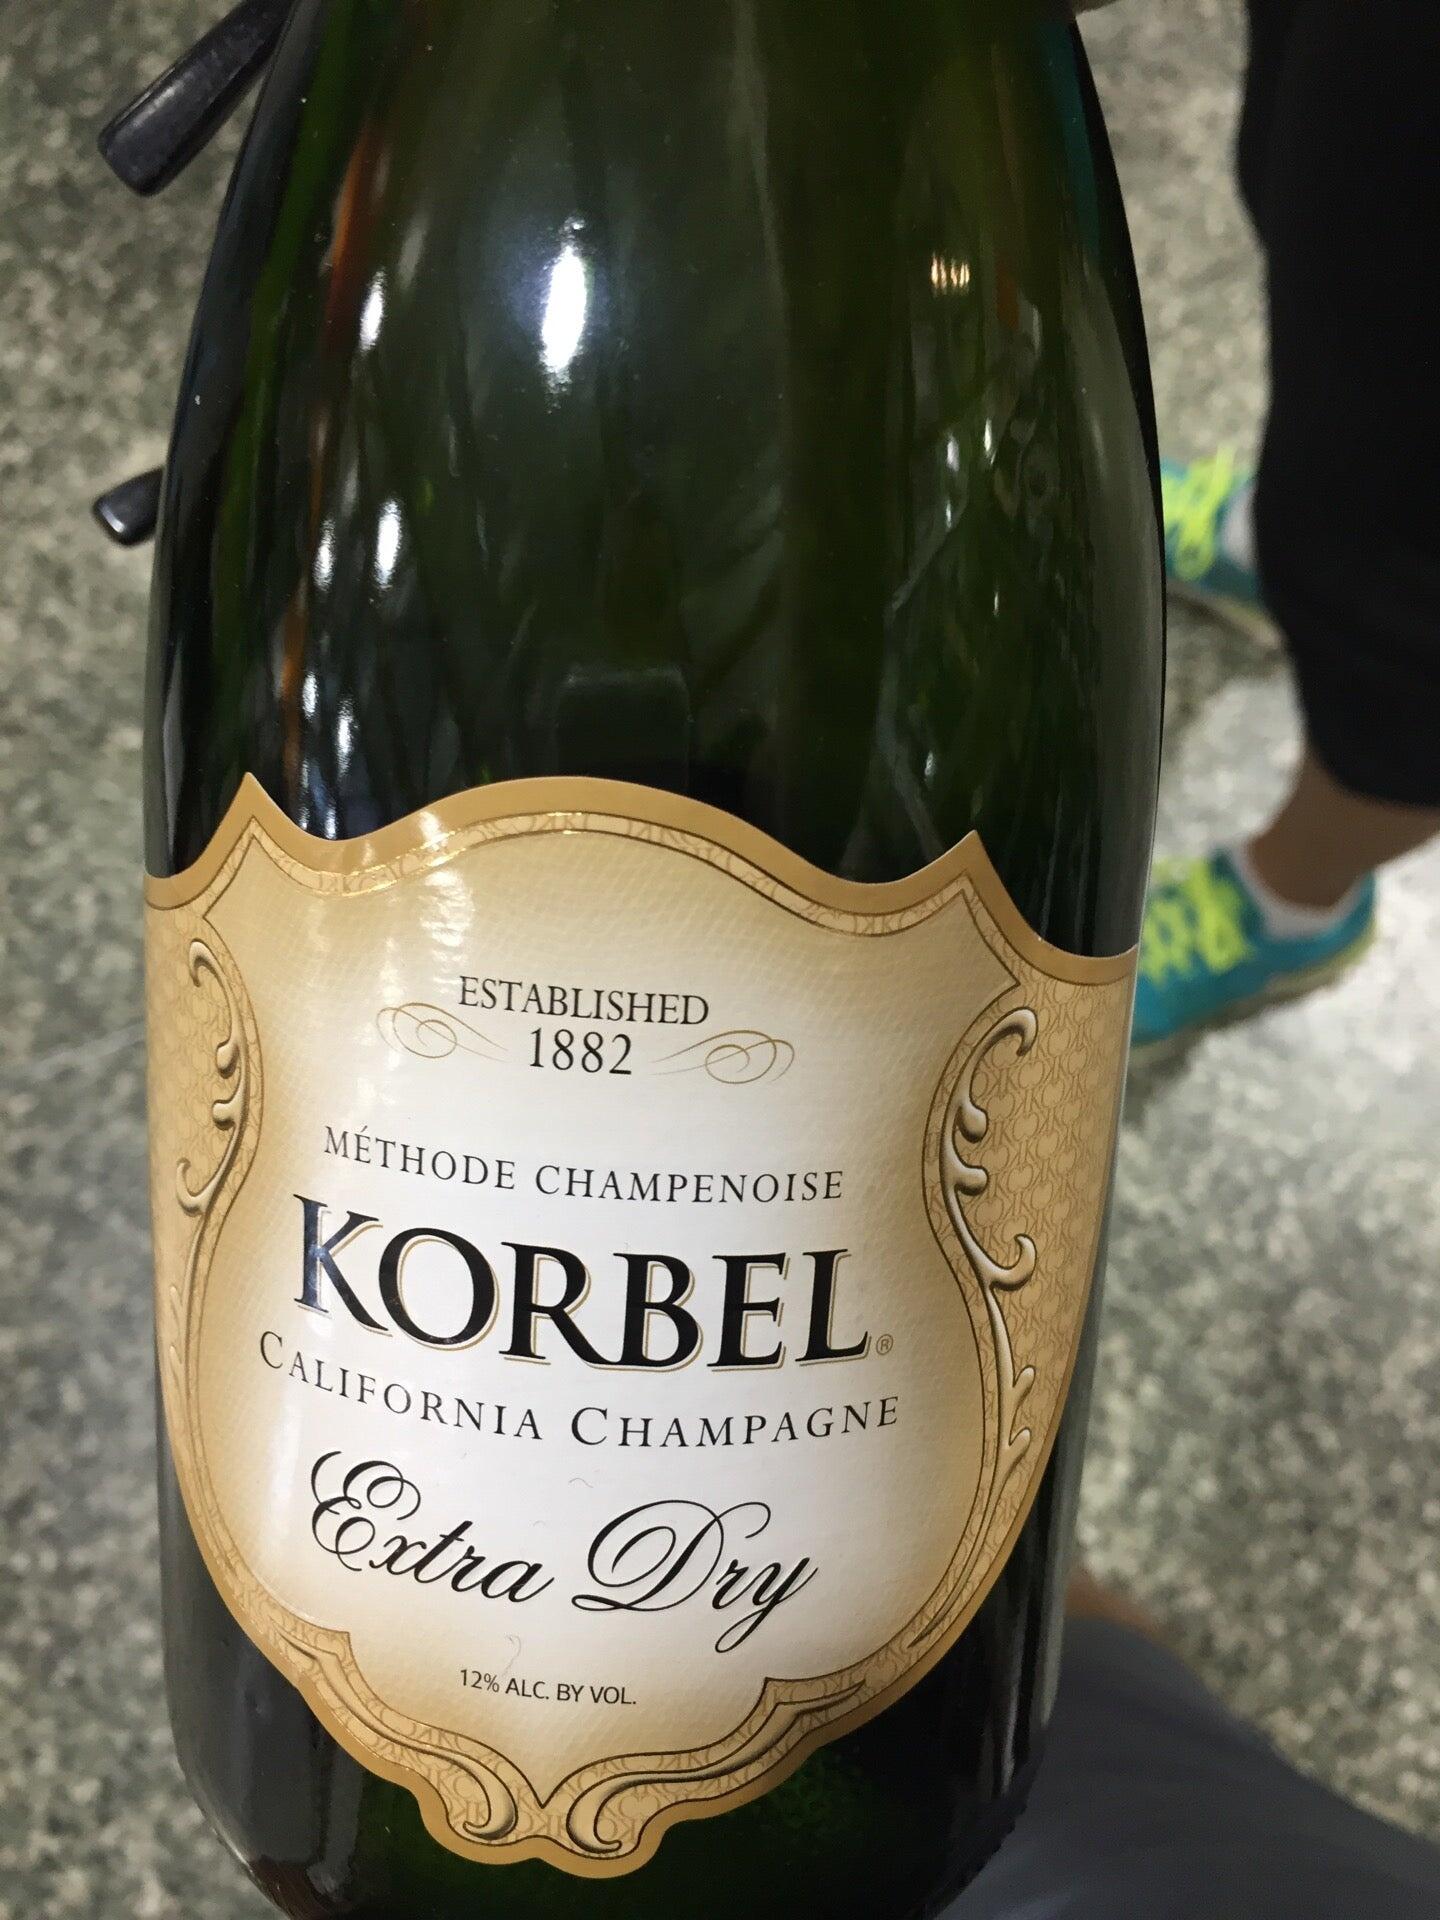 ESTABLISHED
1882
MÉTHODE CHAMPENOISE
KORBEL®
CALIFORNIA CHAMPAGNE
Extra Dry
12% ALC. BY VOL.